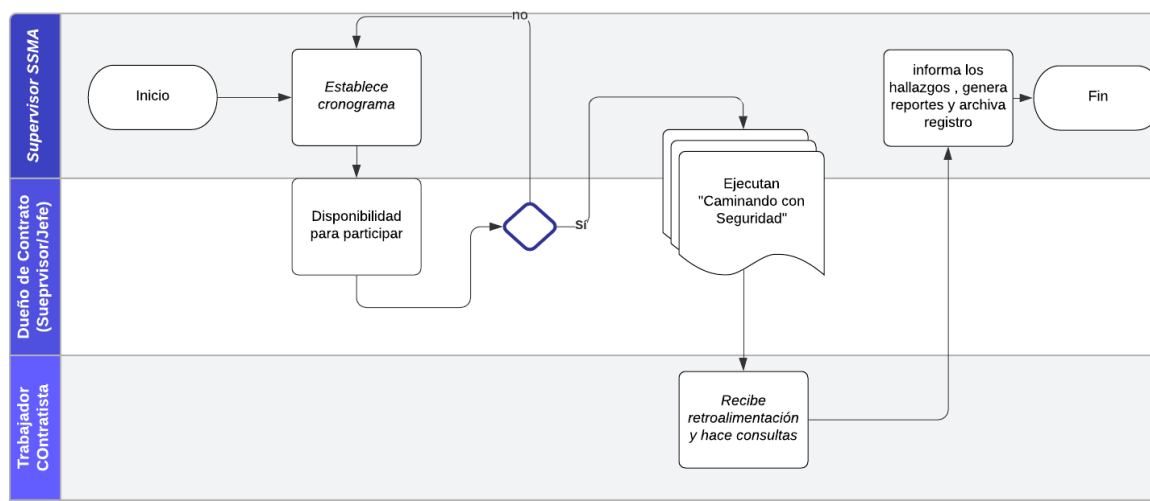 Supervisor SSMA
Inicio
Establece
cronograma
no
informa los
hallazgos , genera
reportes y archiva
registro
Fin
Dueño de Contrato
(Sueprvisor/Jefe)
Disponibilidad
para participar
Sí
Ejecutan
"Caminando con
Seguridad"
Trabajador
COntratista
Recibe
retroalimentación
y hace consultas